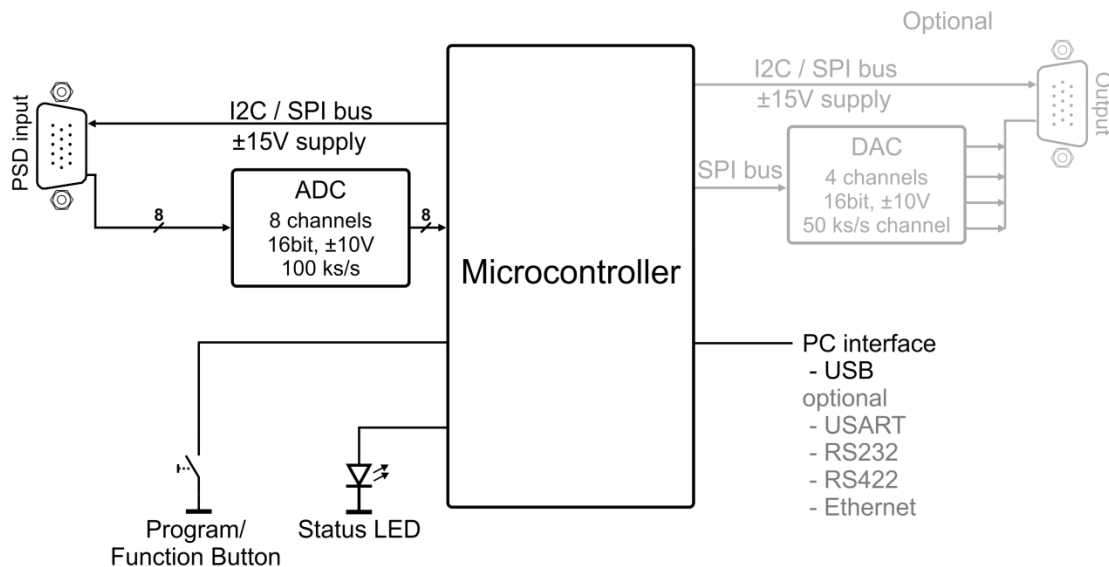 Optional
I2C / SPI bus
±15V supply
PSD input
ADC
8 channels
16bit, ±10V
100 ks/s
8
8
Microcontroller
I2C / SPI bus
±15V supply
Output
SPI bus
DAC
4 channels
16bit, ±10V
50 ks/s channel
PC interface
- USB
optional
- USART
- RS232
- RS422
- Ethernet
Program/
Function Button
Status LED